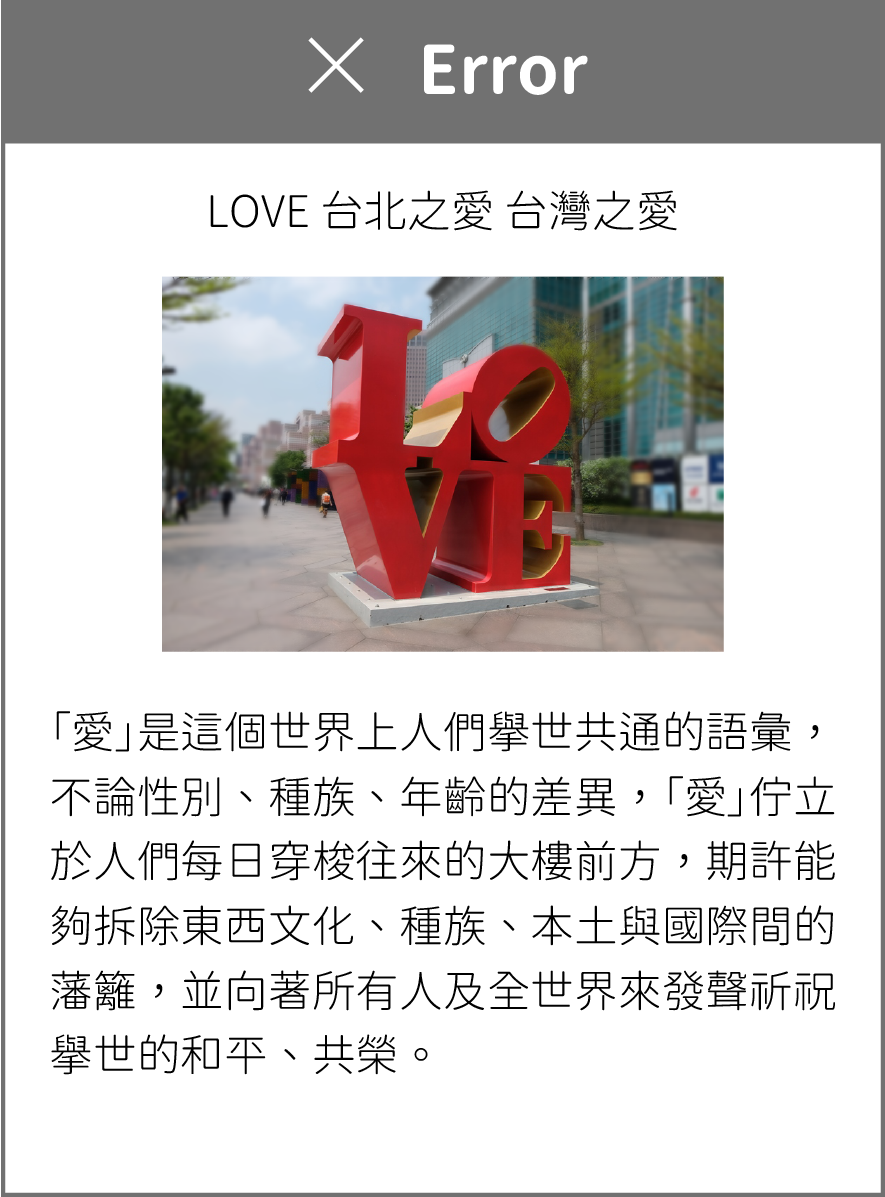 × Error
LOVE 台北之愛 台灣之愛
LOVE
「愛」是這個世界上人們舉世共通的語彙，
不論性別、種族、年齡的差異，「愛」佇立
於人們每日穿梭往來的大樓前方，期許能
夠拆除東西文化、種族、本土與國際間的
藩籬，並向著所有人及全世界來發聲祈祝
舉世的和平、共榮。